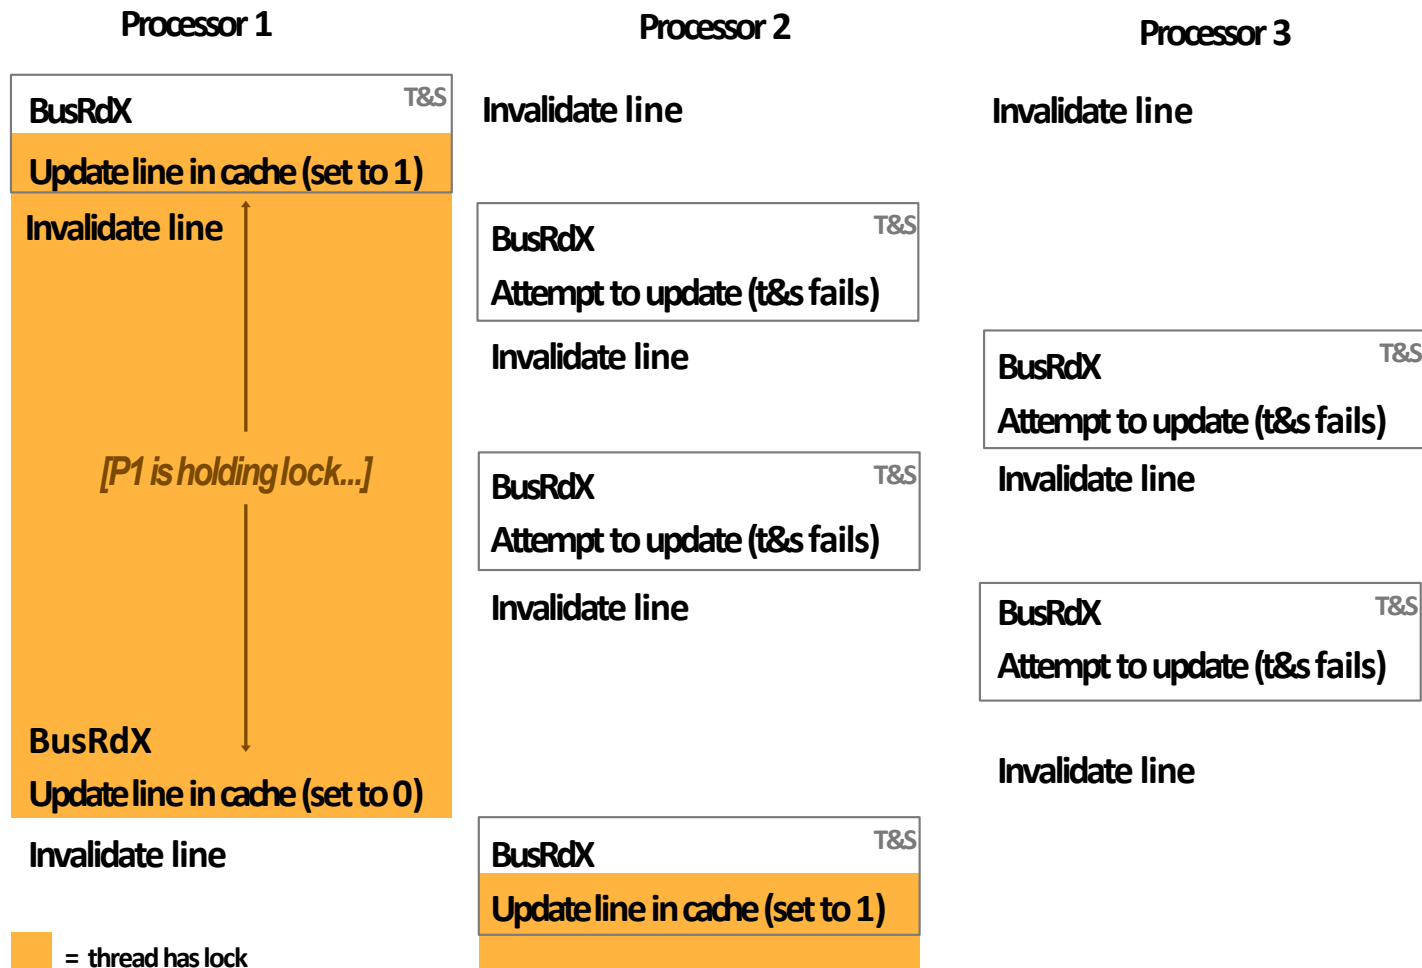 Processor 1
Processor 2
Processor 3
BusRdX
T&S
Update line in cache (set to 1)
Invalidate line
[P1 is holding lock...]
BusRdX
Update line in cache (set to 0)
Invalidate line
= thread has lock
Invalidate line
BusRdX
T&S
Attempt to update (t&s fails)
Invalidate line
BusRdX
T&S
Attempt to update (t&s fails)
Invalidate line
BusRdX
T&S
Update line in cache (set to 1)
Invalidate line
BusRdX
T&S
Attempt to update (t&s fails)
Invalidate line
BusRdX
T&S
Attempt to update (t&s fails)
Invalidate line